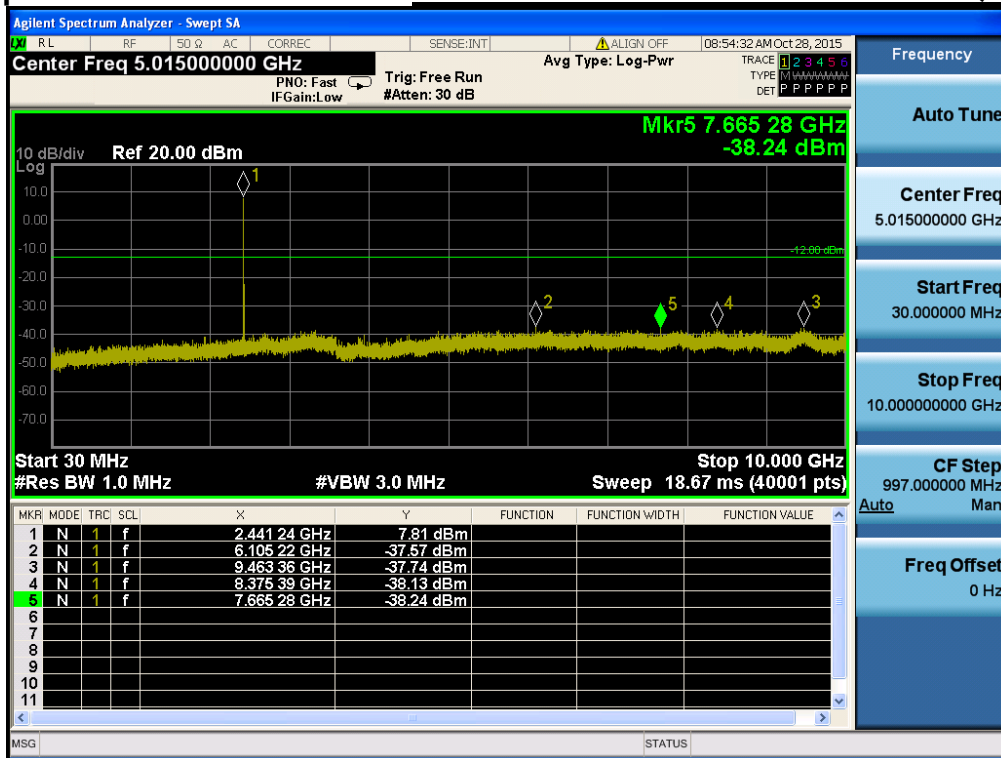 Agilent Spectrum Analyzer - Swept SA
LXI RL RF 50 Ω AC CORREC SENSE:INT ALIGN OFF 08:54:32 AM Oct 28, 2015
Center Freq 5.015000000 GHz
PNO: Fast
IFGain:Low
Trig: Free Run
#Atten: 30 dB
Avg Type: Log-Pwr
TRACE 1 2 3 4 5 6
TYPE M
DET P P P P P P
Mkr5 7.665 28 GHz
-38.24 dBm
10 dB/div Ref 20.00 dBm
Log
10.0
0.00
-10.0
-20.0
-30.0
-40.0
-50.0
-60.0
-70.0
-12.00 dBm
1
2
5
4
3
Start 30 MHz Stop 10.000 GHz
#Res BW 1.0 MHz #VBW 3.0 MHz Sweep 18.67 ms (40001 pts)
MKR MODE TRC SCL X Y FUNCTION FUNCTION WIDTH FUNCTION VALUE
1 N 1 f 2.441 24 GHz 7.81 dBm
2 N 1 f 6.105 22 GHz -37.57 dBm
3 N 1 f 9.463 36 GHz -37.74 dBm
4 N 1 f 8.375 39 GHz -38.13 dBm
5 N 1 f 7.665 28 GHz -38.24 dBm
6
7
8
9
10
11
MSG STATUS
Frequency
Auto Tune
Center Freq
5.015000000 GHz
Start Freq
30.000000 MHz
Stop Freq
10.000000000 GHz
CF Step
997.000000 MHz
Auto Man
Freq Offset
0 Hz